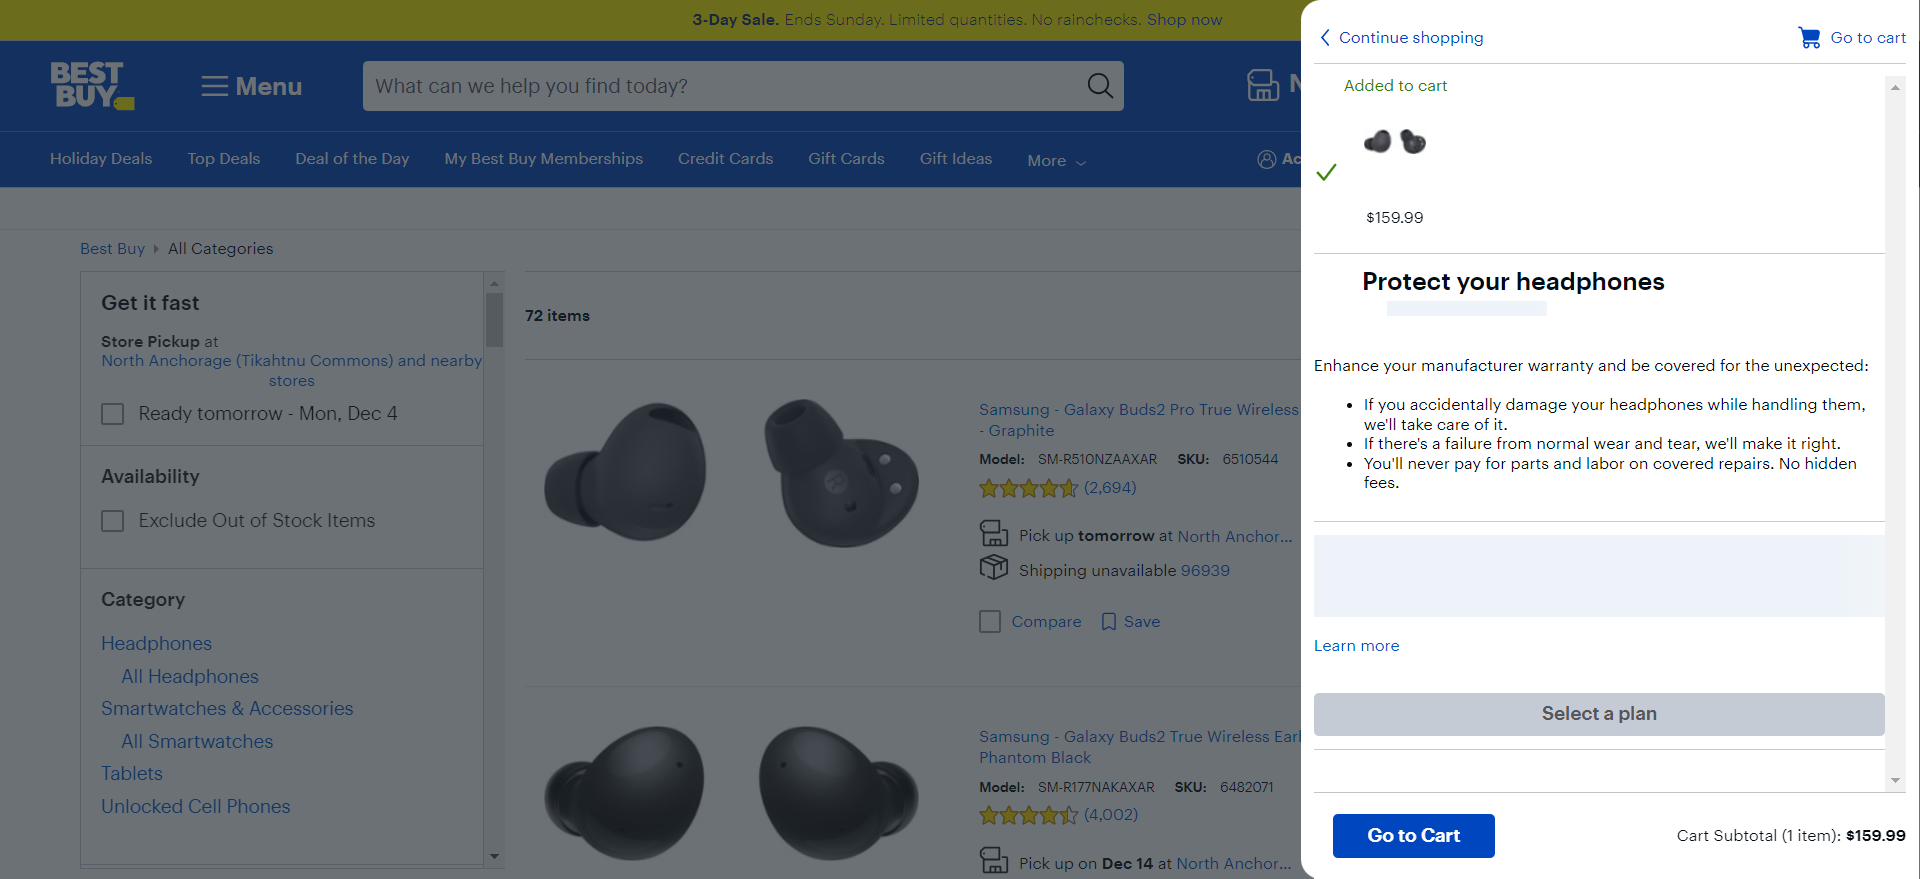 3-Day Sale. Ends Sunday. Limited quantities. No rainchecks. Shop now
BEST
BUY
Menu
What can we help you find today?
Holiday Deals
Top Deals
Deal of the Day
My Best Buy Memberships
Credit Cards
Gift Cards
Gift Ideas
More
Best Buy
All Categories
Get it fast
Store Pickup at
North Anchorage (Tikahtnu Commons) and nearby
stores
Ready tomorrow - Mon, Dec 4
Availability
Exclude Out of Stock Items
Category
Headphones
All Headphones
Smartwatches & Accessories
All Smartwatches
Tablets
Unlocked Cell Phones
72 items
Samsung - Galaxy Buds2 Pro True Wireless
- Graphite
Model: SM-R510NZAAXAR SKU: 6510544
(2,694)
Pick up tomorrow at North Anchor...
Shipping unavailable 96939
Compare
Save
Samsung - Galaxy Buds2 True Wireless
Phantom Black
Model: SM-R177NAKAXAR SKU: 6482071
(4,002)
Pick up on Dec 14 at North Anchor...
Continue shopping
Go to cart
Added to cart
$159.99
Protect your headphones
Enhance your manufacturer warranty and be covered for the unexpected:
• If you accidentally damage your headphones while handling them,
we'll take care of it.
• If there's a failure from normal wear and tear, we'll make it right.
• You'll never pay for parts and labor on covered repairs. No hidden
fees.
Learn more
Select a plan
Go to Cart
Cart Subtotal (1 item): $159.99